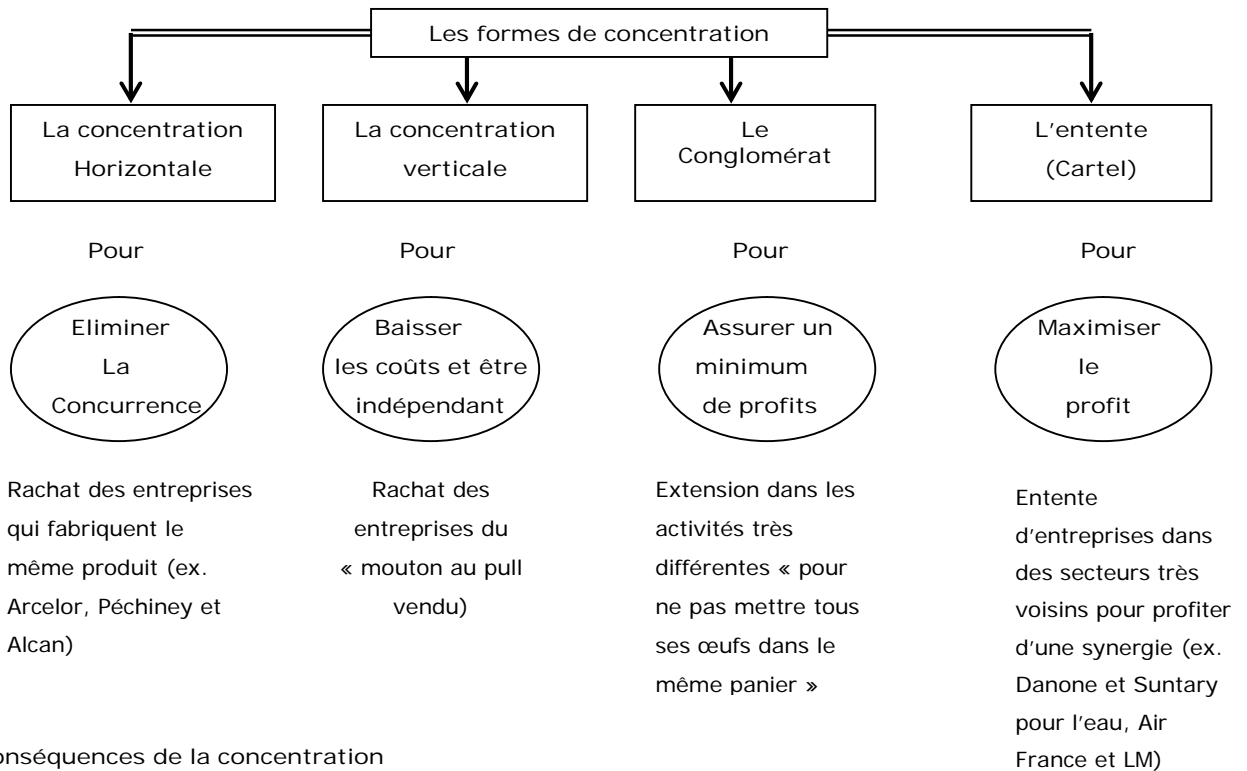 Les formes de concentration
La concentration
Horizontale
La concentration
verticale
Le
Conglomérat
L'entente
(Cartel)
Pour
Pour
Pour
Pour
Eliminer
La
Concurrence
Baisser
les coûts et être
indépendant
Assurer un
minimum
de profits
Maximiser
le
profit
Rachat des entreprises
qui fabriquent le
même produit (ex.
Arcelor, Péchiney et
Alcan)
Rachat des
entreprises du
« mouton au pull
vendu)
Extension dans les
activités très
différentes « pour
ne pas mettre tous
ses œufs dans le
même panier »
Entente
d'entreprises dans
des secteurs très
voisins pour profiter
d'une synergie (ex.
Danone et Suntary
pour l'eau, Air
France et LM)
onséquences de la concentration